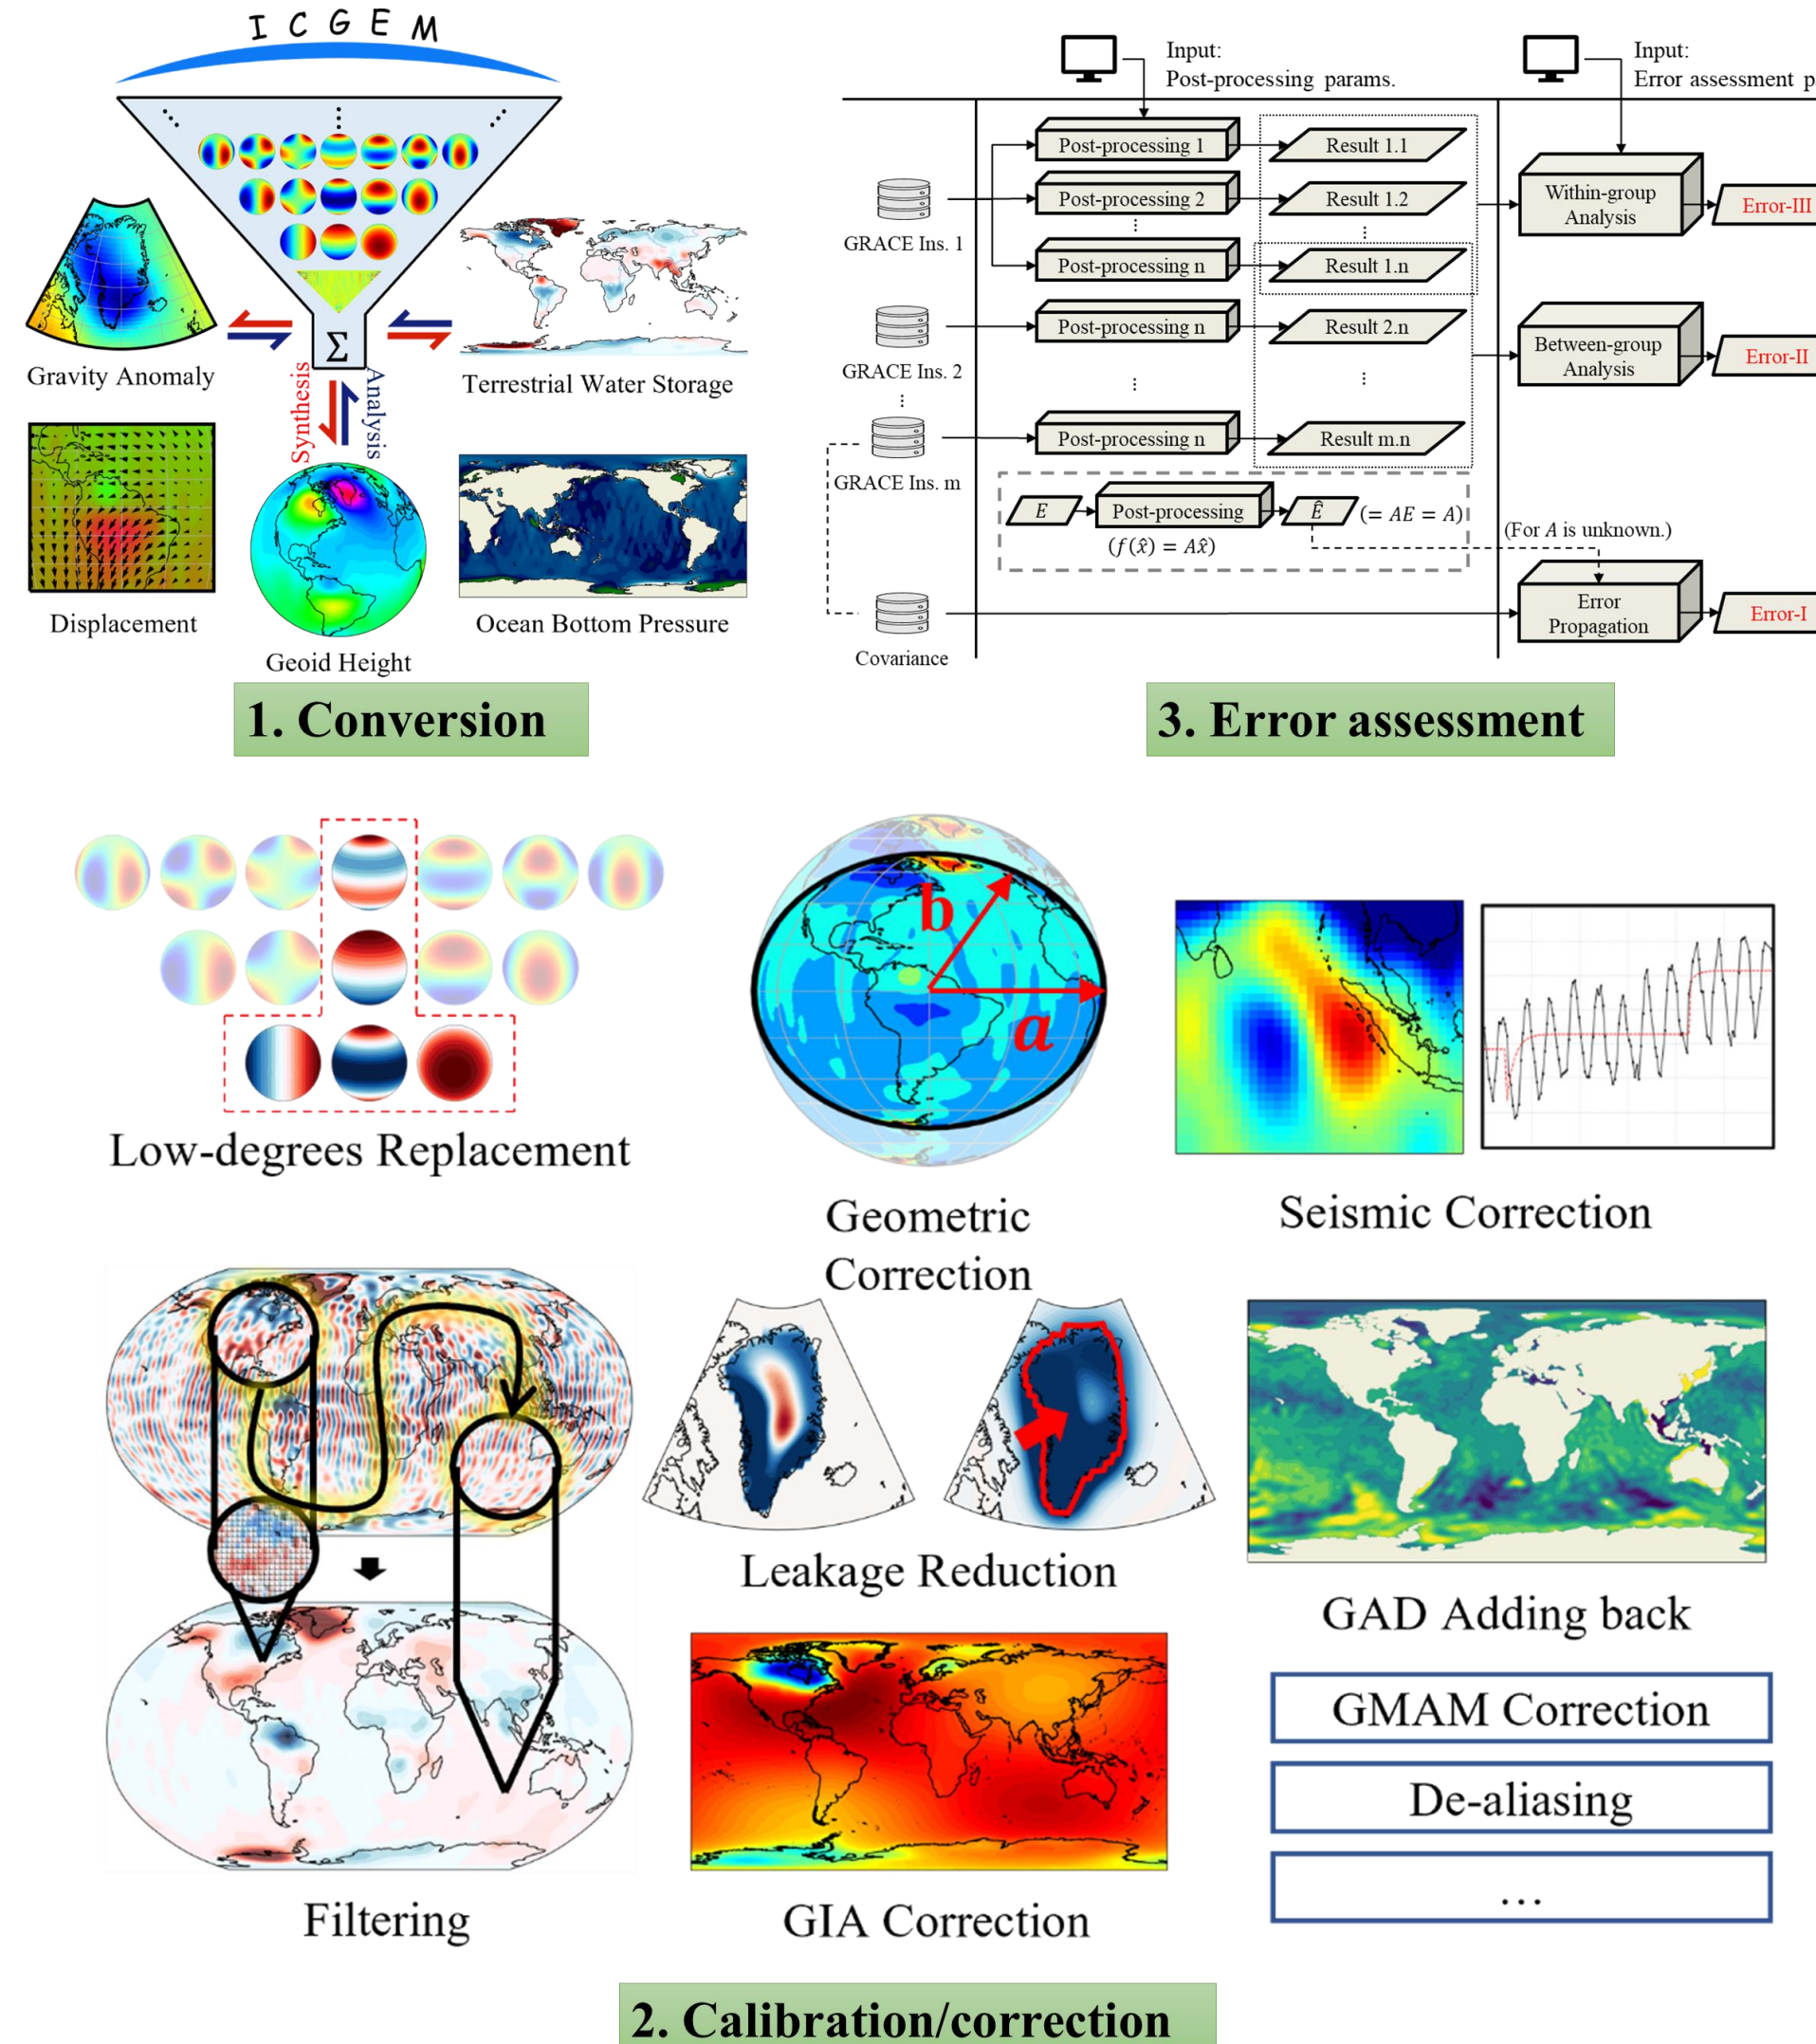 I C G E M
Σ
Gravity Anomaly
Terrestrial Water Storage
Synthesis
Analysis
Displacement
Geoid Height
Ocean Bottom Pressure
1. Conversion
Input:
Post-processing params.
Input:
Error assessment p
Post-processing 1
Result 1.1
Post-processing 2
Result 1.2
GRACE Ins. 1
Within-group
Analysis
Error-III
⋮
⋮
Post-processing n
Result 1.n
Post-processing n
Result 2.n
GRACE Ins. 2
Between-group
Analysis
Error-II
⋮
⋮
⋮
Post-processing n
Result m.n
GRACE Ins. m
E
Post-processing
Ê
(= AE = A)
(f(x̂) = Ax̂)
(For A is unknown.)
Covariance
Error
Propagation
Error-I
3. Error assessment
Low-degrees Replacement
b
a
Geometric
Correction
Seismic Correction
Filtering
Leakage Reduction
GAD Adding back
GIA Correction
GMAM Correction
De-aliasing
...
2. Calibration/correction